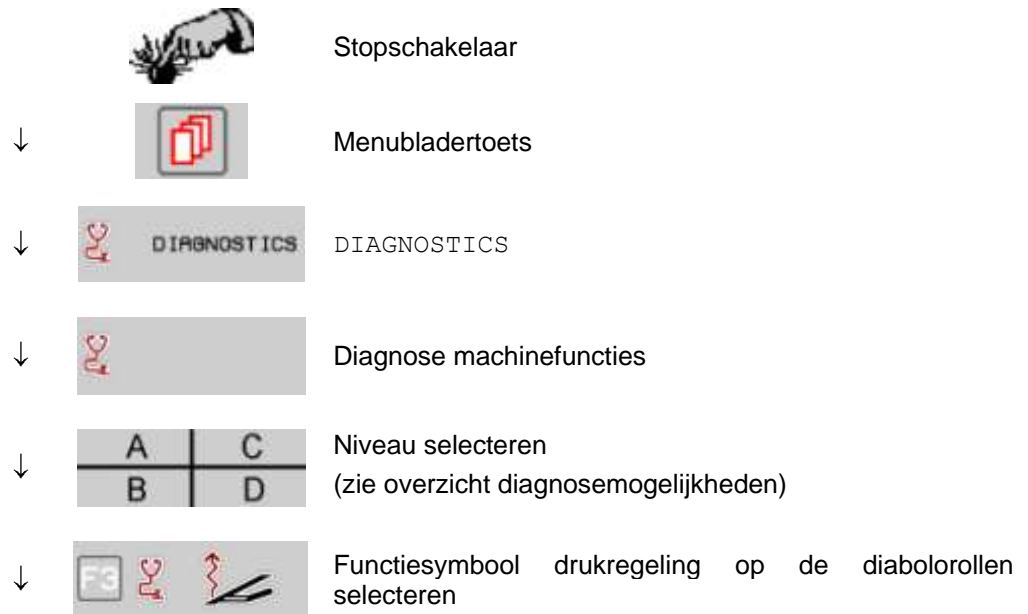 Stopschakelaar
↓ Menubladertoets
↓ DIAGNOSTICS DIAGNOSTICS
↓ Diagnose machinefuncties
A C
↓ Niveau selecteren
B D
(zie overzicht diagnosemogelijkheden)
↓ F3 Functiesymbool drukregeling op de diabolorollen
selecteren